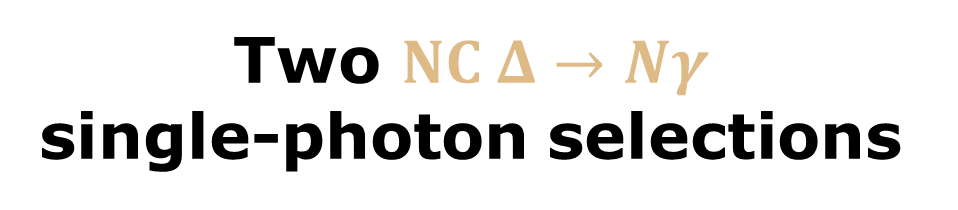 Two NC Δ → Nγ
single-photon selections